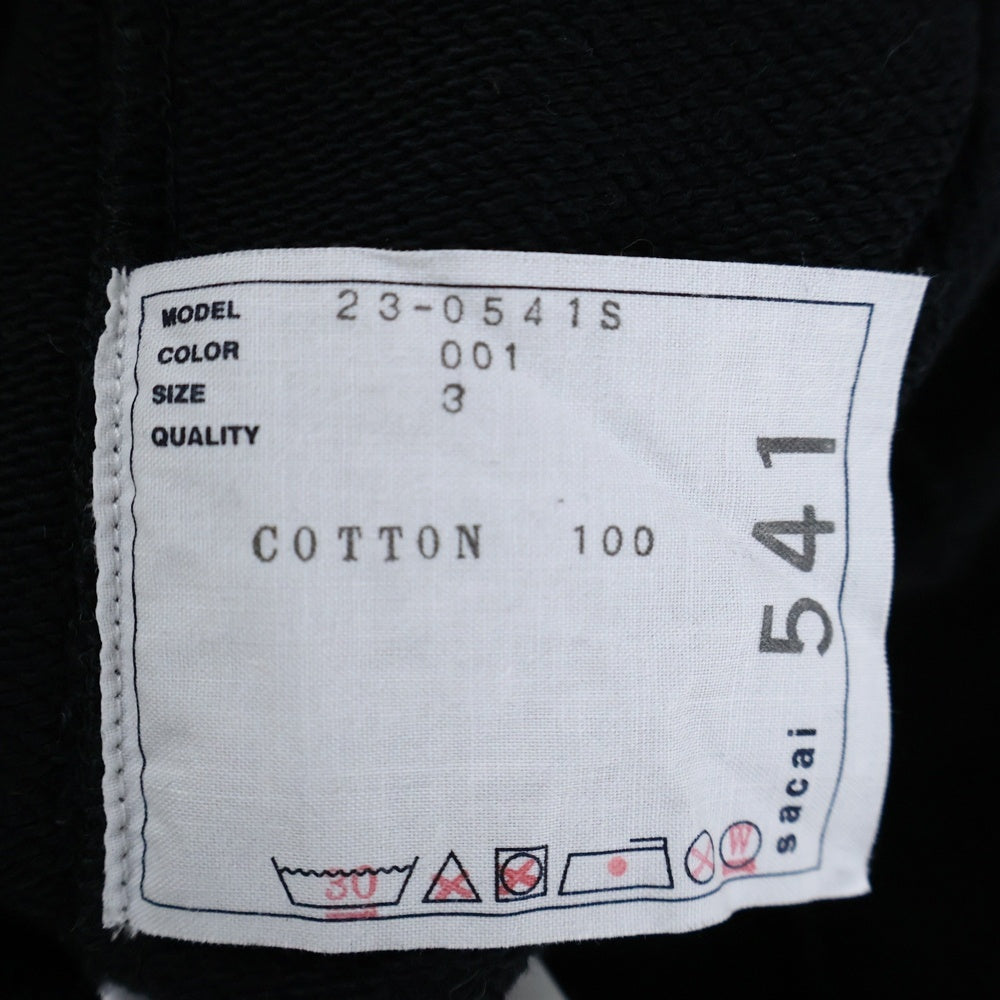 MODEL 23-0541S
COLOR 001
SIZE 3
QUALITY
COTTON 100
sacai 541
30
W